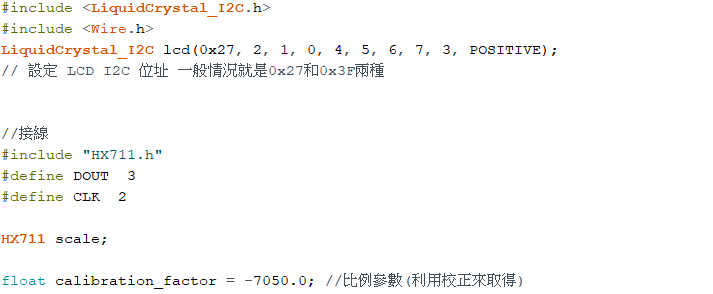 #include <LiquidCrystal_I2C.h>
#include <Wire.h>
LiquidCrystal_I2C lcd(0x27, 2, 1, 0, 4, 5, 6, 7, 3, POSITIVE);
// 設定 LCD I2C 位址 一般情況就是0x27和0x3F兩種
//接線
#include "HX711.h"
#define DOUT  3
#define CLK  2
HX711 scale;
float calibration_factor = -7050.0; //比例參數(利用校正來取得)